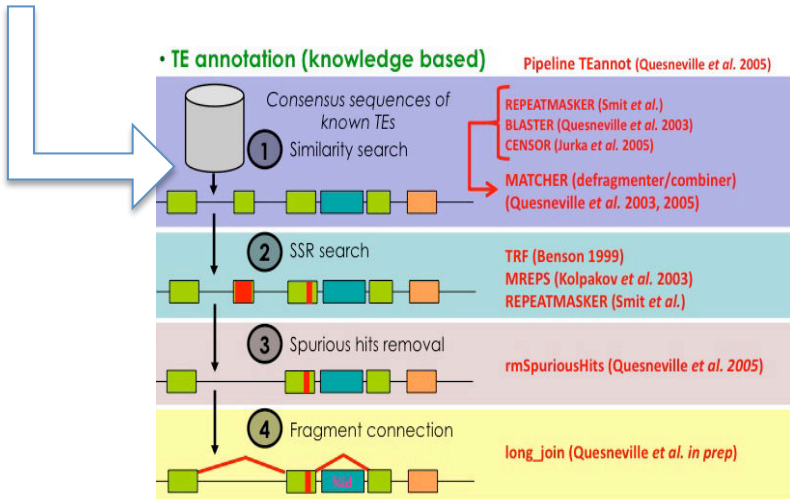 • TE annotation (knowledge based)
Pipeline TEannot (Quesneville et al. 2005)
Consensus sequences of
known TEs
1 Similarity search
REPEATMASKER (Smit et al.)
BLASTER (Quesneville et al. 2003)
CENSOR (Jurka et al. 2005)
MATCHER (defragmenter/combiner)
(Quesneville et al. 2003, 2005)
2 SSR search
TRF (Benson 1999)
MREPS (Kolpakov et al. 2003)
REPEATMASKER (Smit et al.)
3 Spurious hits removal
rmSpuriousHits (Quesneville et al. 2005)
4 Fragment connection
long_join (Quesneville et al. in prep)